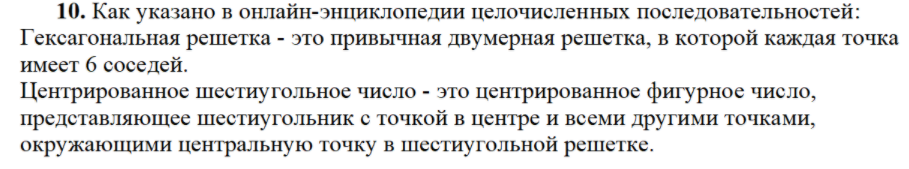 10. Как указано в онлайн-энциклопедии целочисленных последовательностей:
Гексагональная решетка - это привычная двумерная решетка, в которой каждая точка
имеет 6 соседей.
Центрированное шестиугольное число - это центрированное фигурное число,
представляющее шестиугольник с точкой в центре и всеми другими точками,
окружающими центральную точку в шестиугольной решетке.